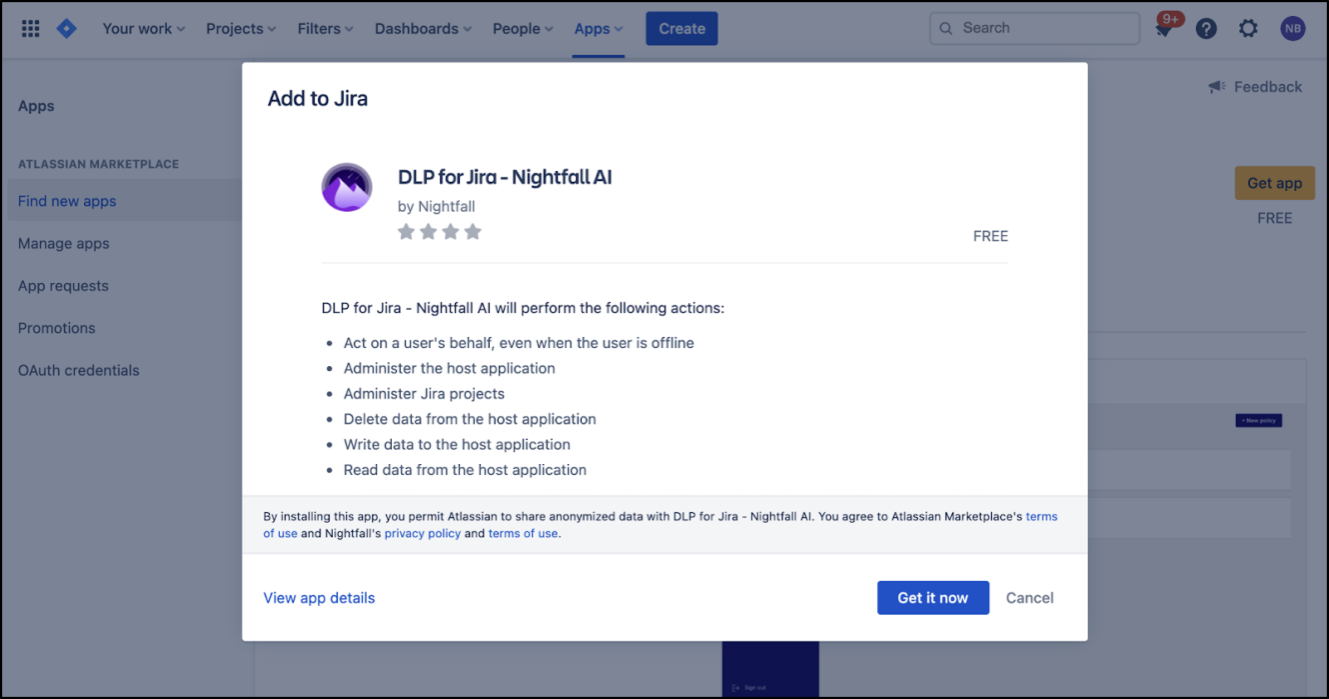 Your work Projects Filters Dashboards People Apps Create Search 9+ ? NB
Feedback
Apps
ATLASSIAN MARKETPLACE
Find new apps
Manage apps
App requests
Promotions
OAuth credentials
Get app
FREE
Add to Jira
DLP for Jira - Nightfall AI
by Nightfall
FREE
DLP for Jira - Nightfall AI will perform the following actions:
• Act on a user's behalf, even when the user is offline
• Administer the host application
• Administer Jira projects
• Delete data from the host application
• Write data to the host application
• Read data from the host application
By installing this app, you permit Atlassian to share anonymized data with DLP for Jira - Nightfall AI. You agree to Atlassian Marketplace's terms
of use and Nightfall's privacy policy and terms of use.
View app details
Get it now Cancel
+ New policy
Sign out